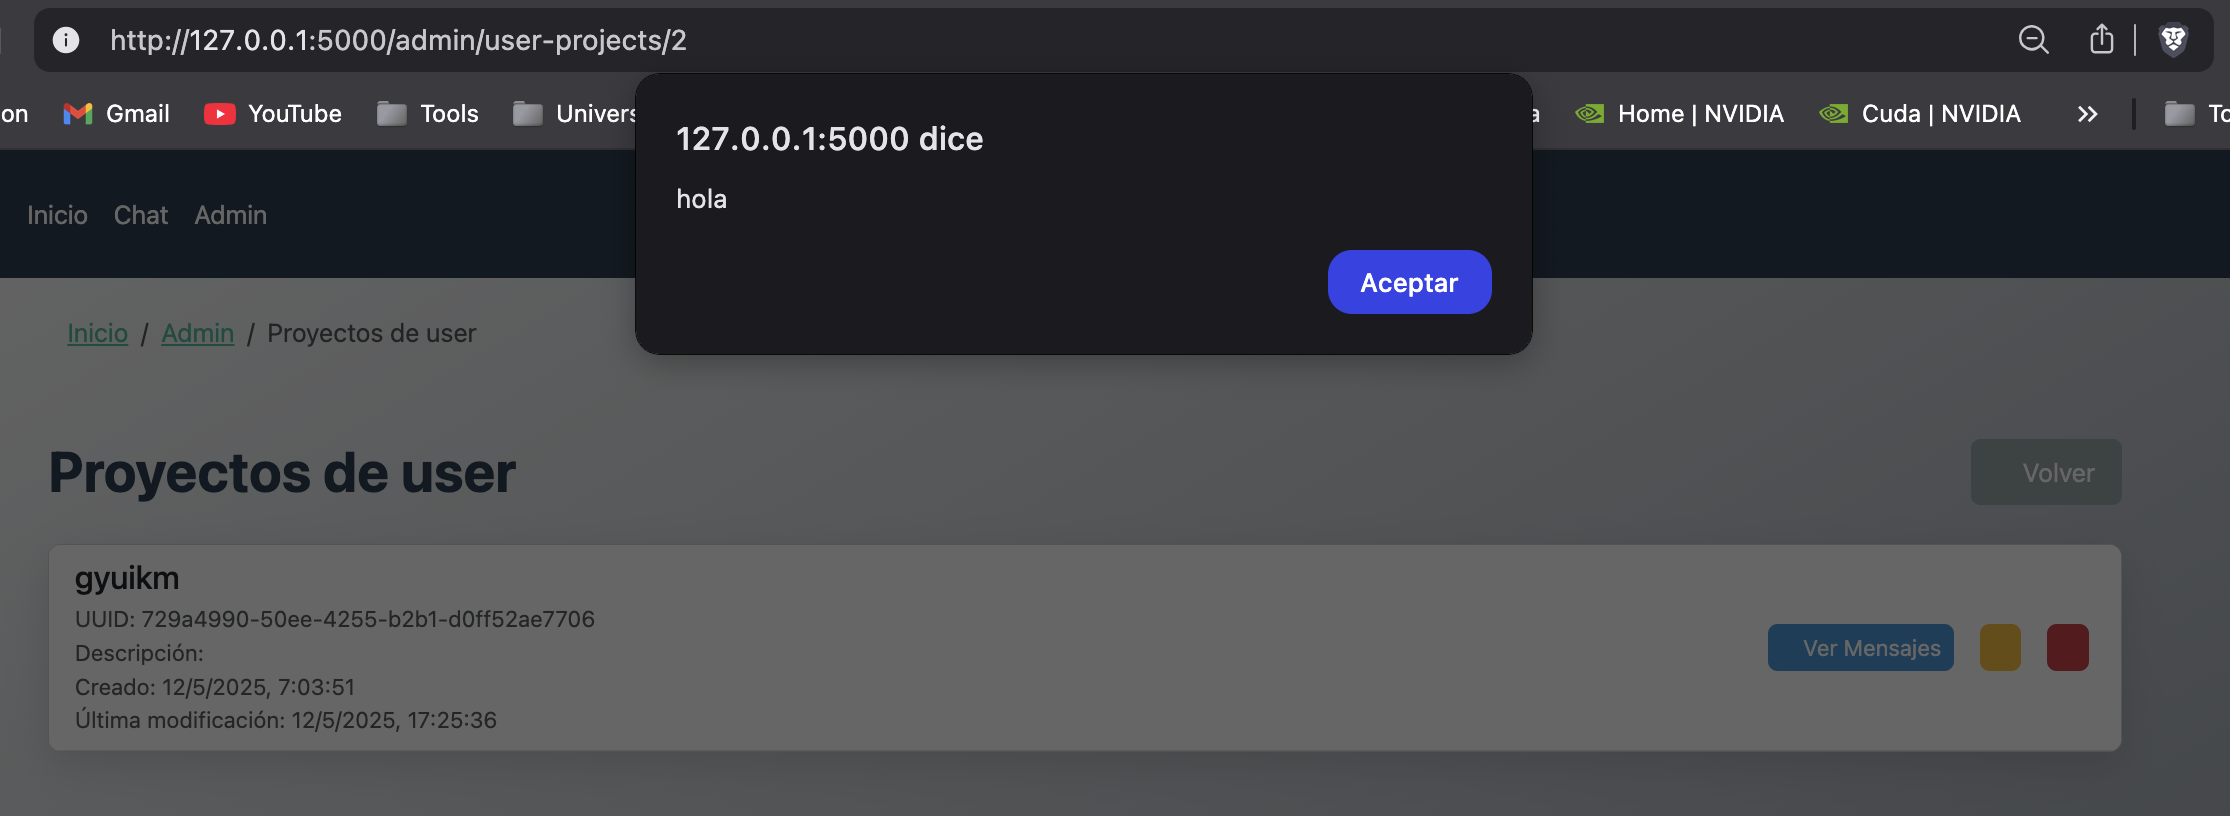 http://127.0.0.1:5000/admin/user-projects/2
on Gmail YouTube Tools Univers a Home | NVIDIA Cuda | NVIDIA » To
127.0.0.1:5000 dice
hola
Aceptar
Inicio Chat Admin
Inicio / Admin / Proyectos de user
Proyectos de user
Volver
gyuikm
UUID: 729a4990-50ee-4255-b2b1-d0ff52ae7706
Descripción:
Creado: 12/5/2025, 7:03:51
Última modificación: 12/5/2025, 17:25:36
Ver Mensajes